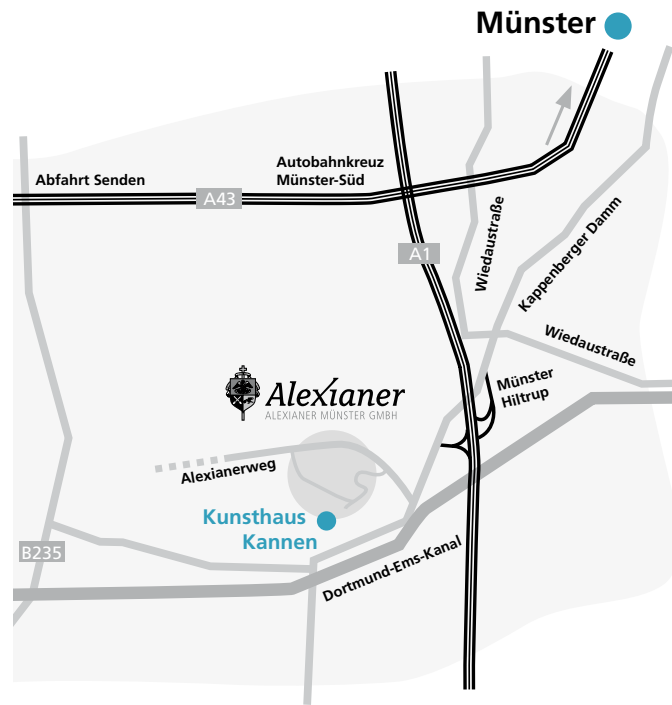 Münster
Autobahnkreuz
Münster-Süd
Abfahrt Senden
A43
Wiedaustraße
Kappenberger Damm
A1
Wiedaustraße
Münster
Hiltrup
Alexianer
ALEXIANER MÜNSTER GMBH
Alexianerweg
Kunsthaus
Kannen
B235
Dortmund-Ems-Kanal